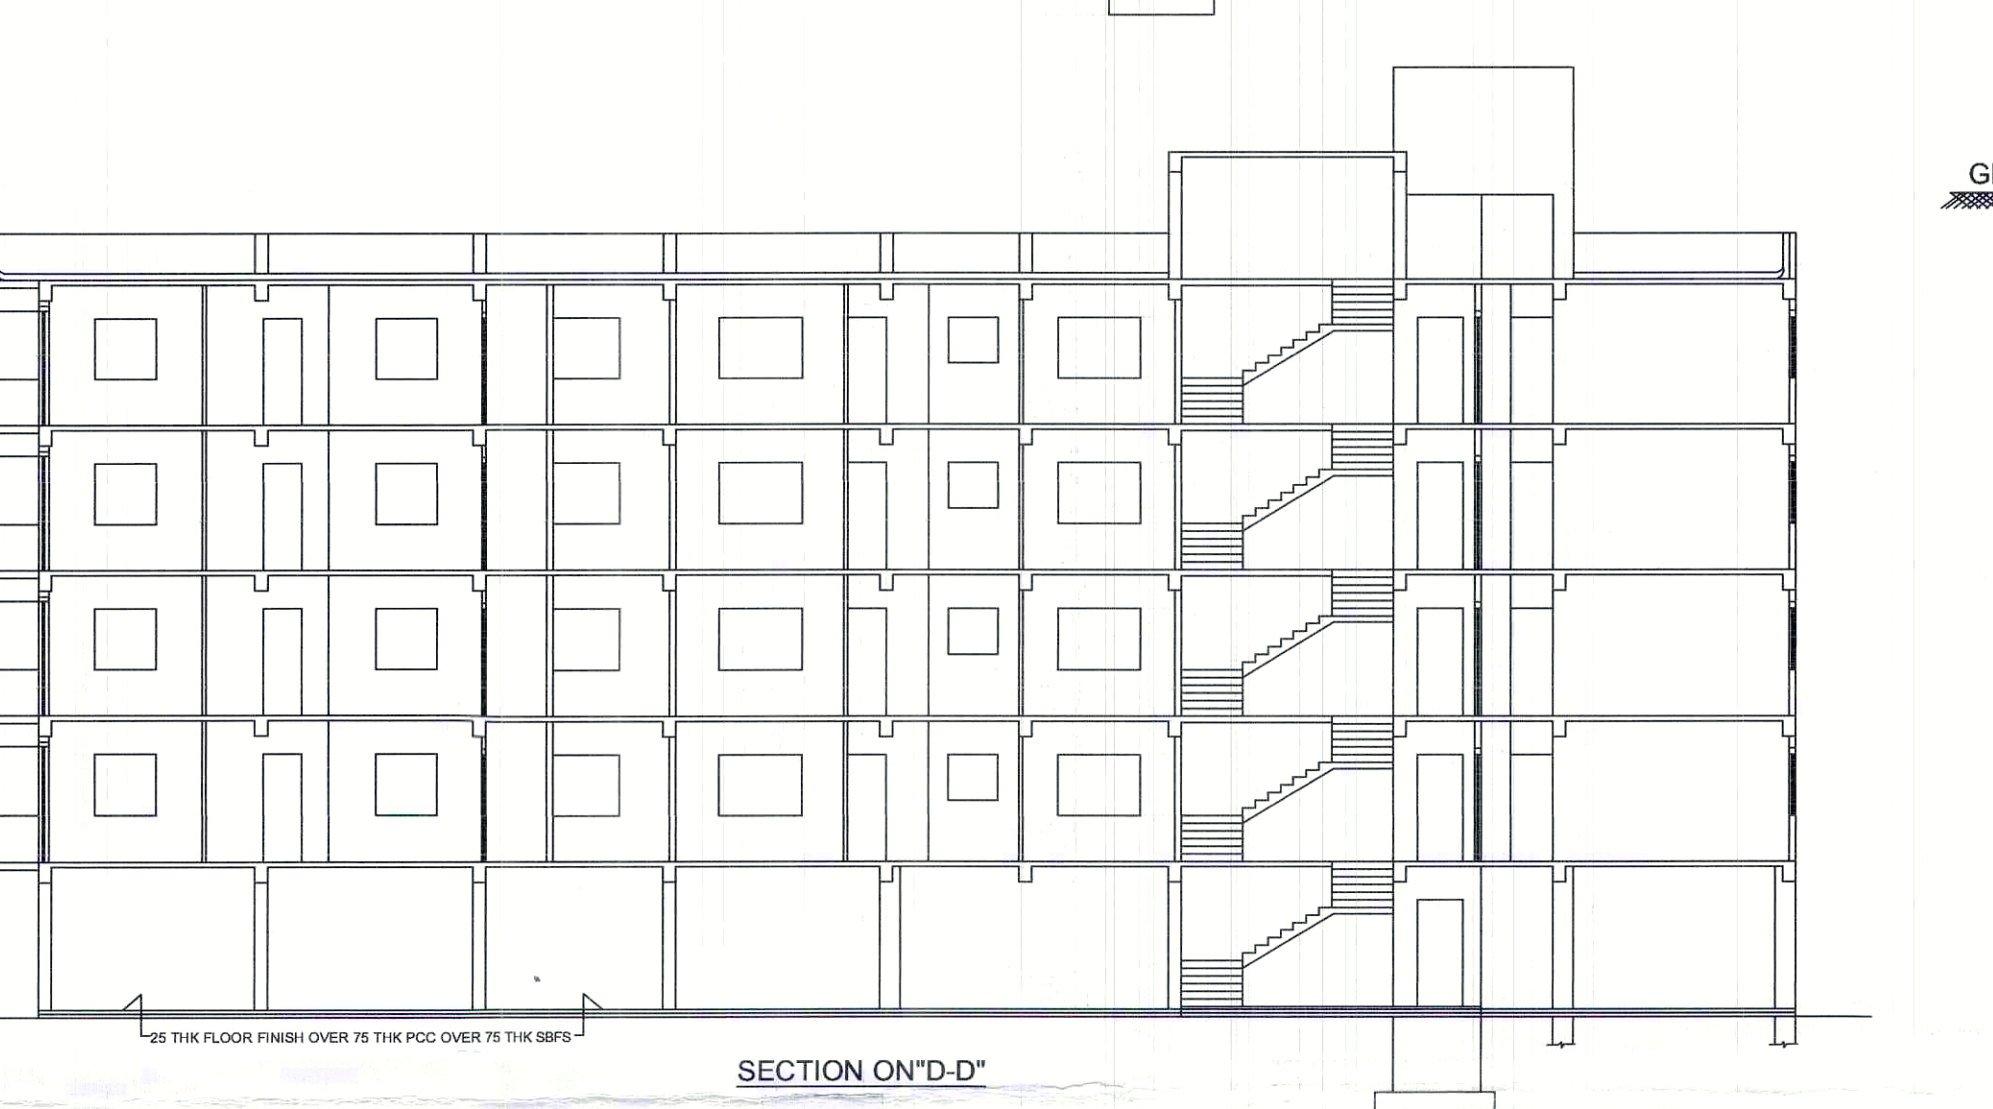 25 THK FLOOR FINISH OVER 75 THK PCC OVER 75 THK SBFS
SECTION ON"D-D"